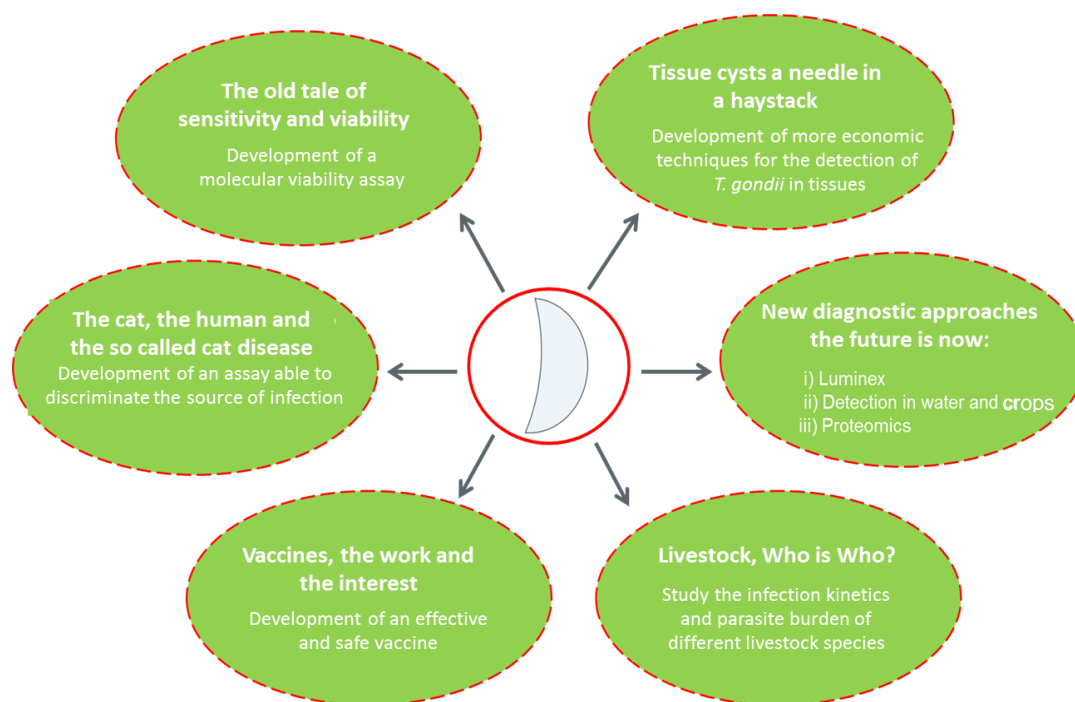 The old tale of
sensitivity and viability
Development of a
molecular viability assay
Tissue cysts a needle in
a haystack
Development of more economic
techniques for the detection of
T. gondii in tissues
The cat, the human and
the so called cat disease
Development of an assay able to
discriminate the source of infection
New diagnostic approaches
the future is now:
i) Luminex
ii) Detection in water and crops
iii) Proteomics
Vaccines, the work and
the interest
Development of an effective
and safe vaccine
Livestock, Who is Who?
Study the infection kinetics
and parasite burden of
different livestock species